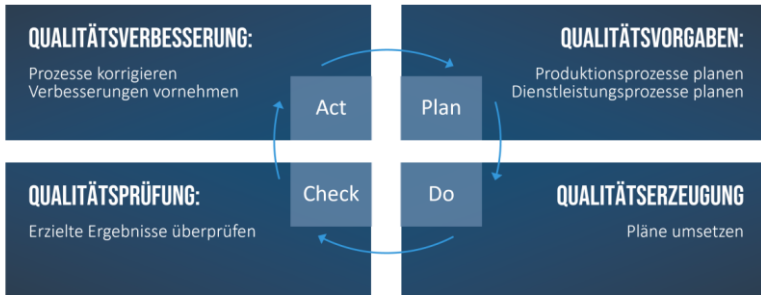 QUALITÄTSVERBESSERUNG:
Prozesse korrigieren
Verbesserungen vornehmen
Act
QUALITÄTSVORGABEN:
Produktionsprozesse planen
Dienstleistungsprozesse planen
Plan
QUALITÄTSPRÜFUNG:
Erzielte Ergebnisse überprüfen
Check
QUALITÄTSERZEUGUNG
Pläne umsetzen
Do